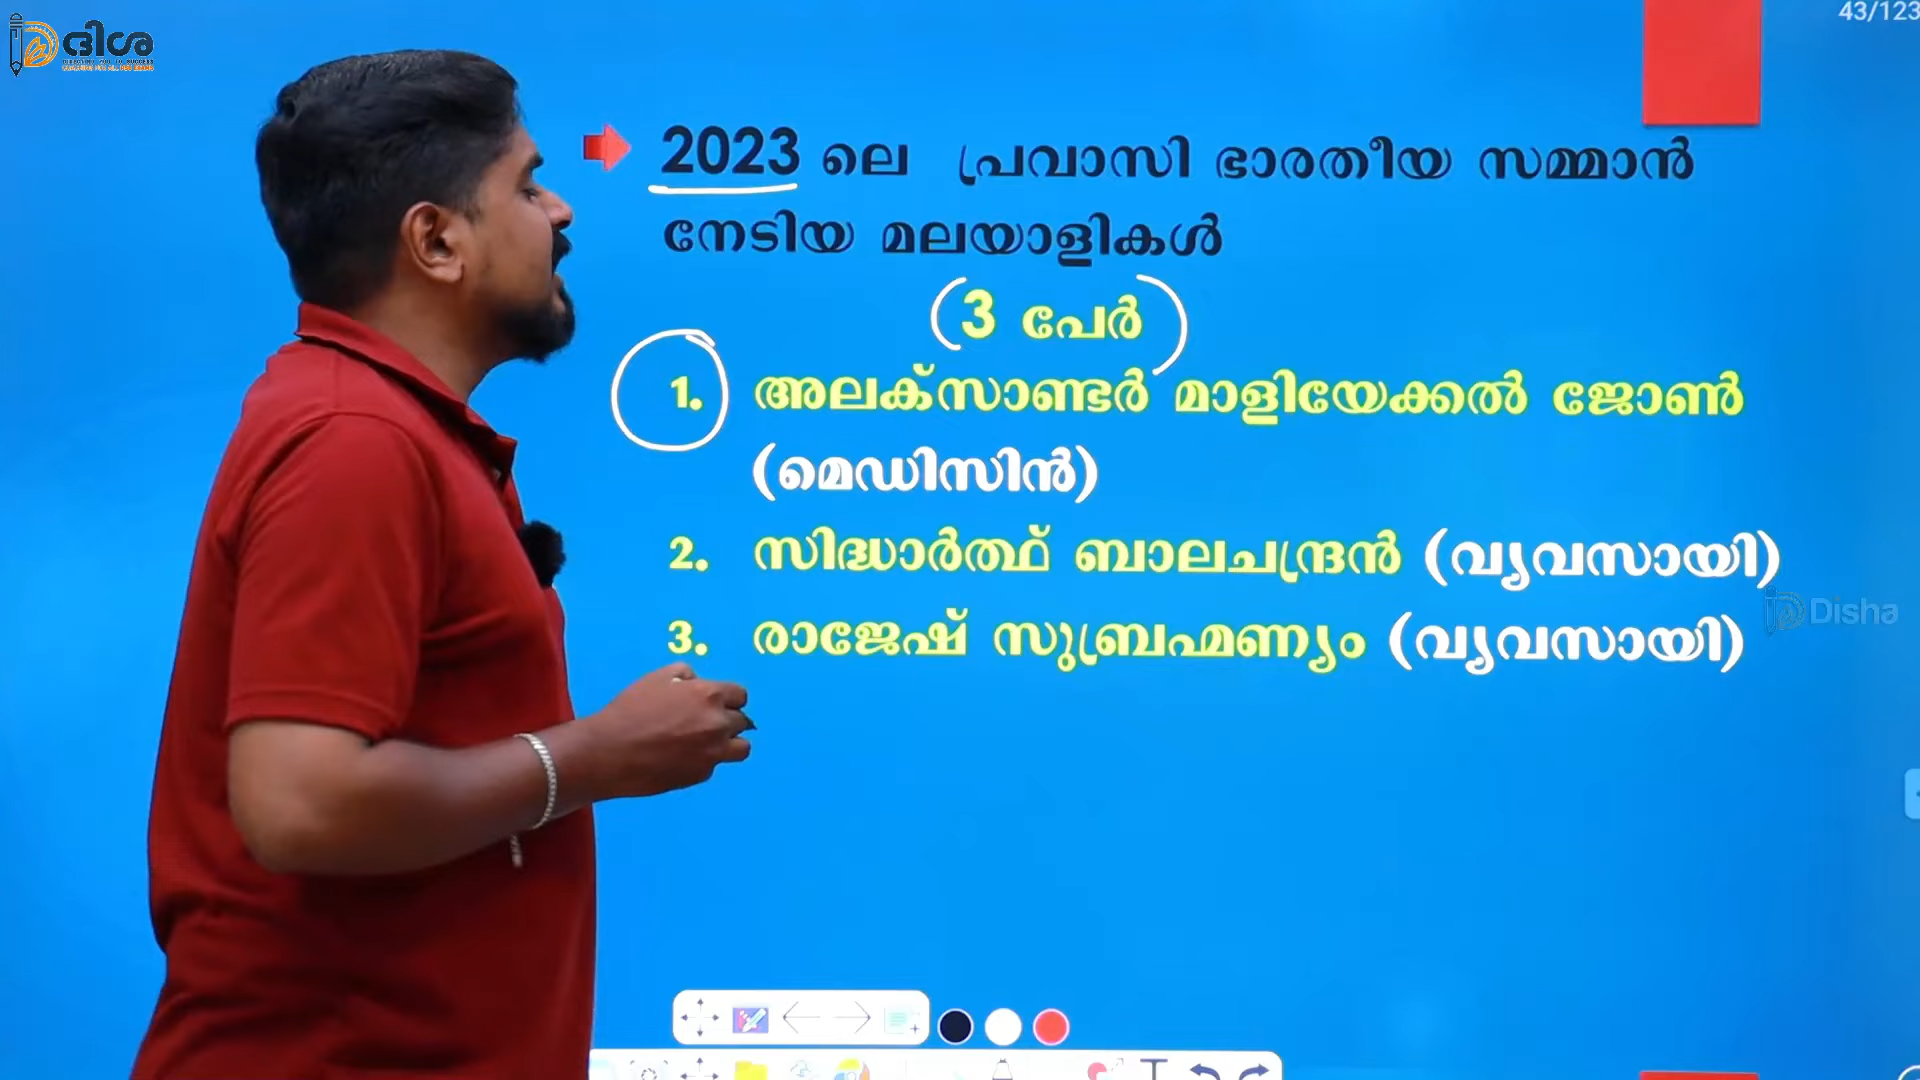 ദിശ
43/123
2023 ലെ പ്രവാസി ഭാരതീയ സമ്മാൻ
നേടിയ മലയാളികൾ
(3 പേർ)
1. അലക്സാണ്ടർ മാളിയേക്കൽ ജോൺ
(മെഡിസിൻ)
2. സിദ്ധാർത്ഥ് ബാലചന്ദ്രൻ (വ്യവസായി)
3. രാജേഷ് സുബ്രഹ്മണ്യം (വ്യവസായി)
Disha